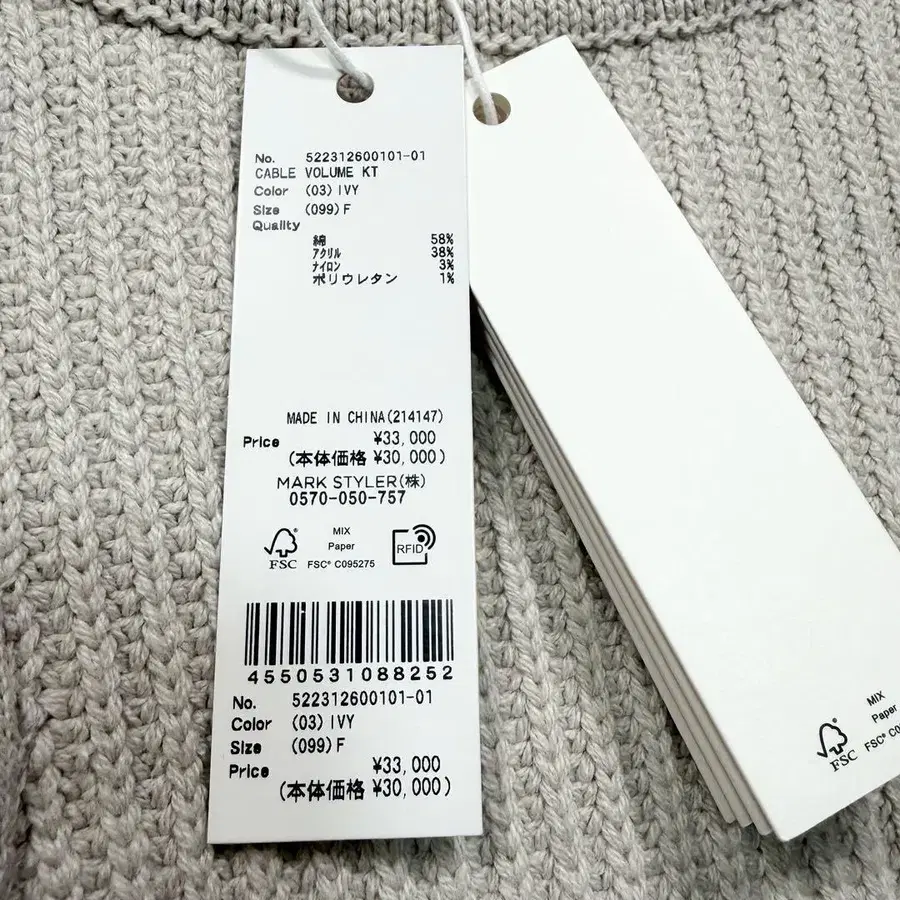 No. 522312600101-01
CABLE VOLUME KT
Color (03) IVY
Size (099) F
Quality
綿 58%
アクリル 38%
ナイロン 3%
ポリウレタン 1%
MADE IN CHINA(214147)
Price ¥33,000
(本体価格 ¥30,000)
MARK STYLER(株)
0570-050-757
FSC® MIX
Paper
FSC® C095275
RFID
4550531088252
No. 522312600101-01
Color (03) IVY
Size (099) F
Price ¥33,000
(本体価格 ¥30,000)
MIX
Paper
FSC FSC® C0